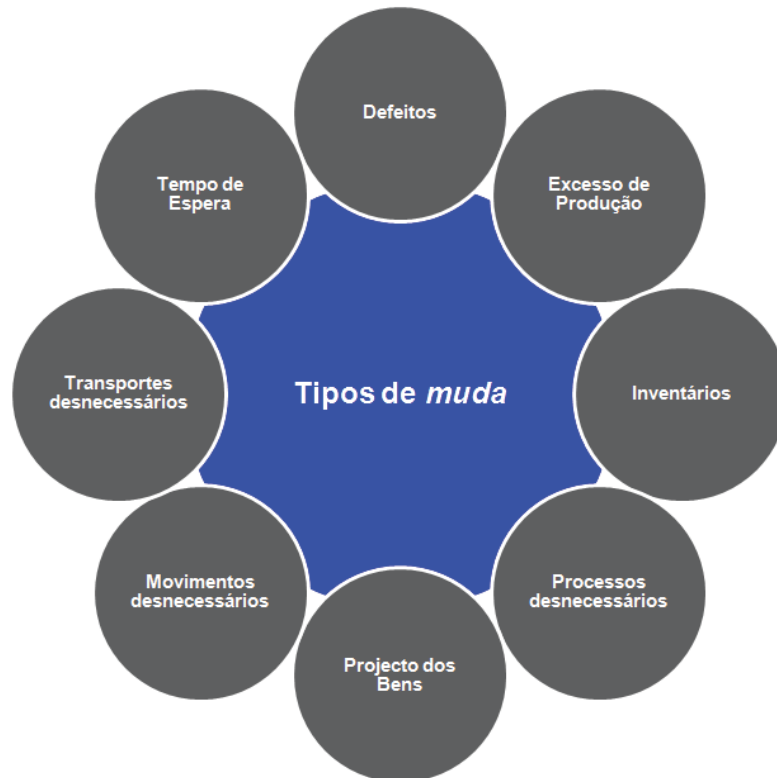 Defeitos
Excesso de
Produção
Inventários
Processos
desnecessários
Projecto dos
Bens
Movimentos
desnecessários
Transportes
desnecessários
Tempo de
Espera
Tipos de muda